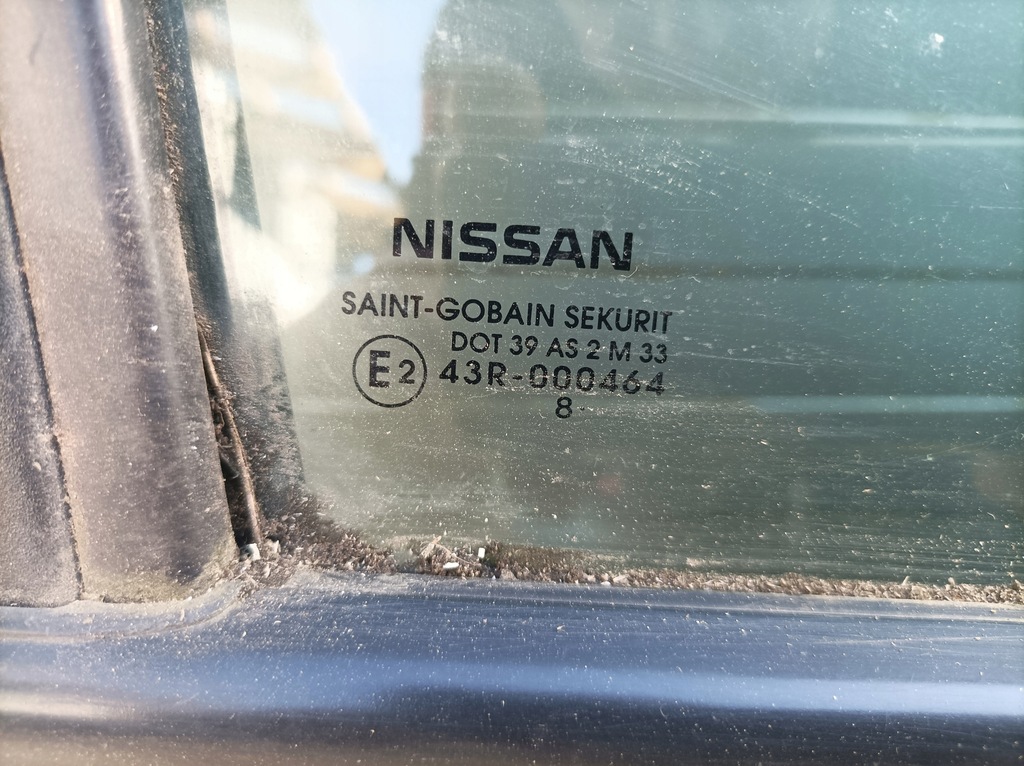 NISSAN
SAINT-GOBAIN SEKURIT
DOT 39 AS 2 M 33
E2 43R-000464
8